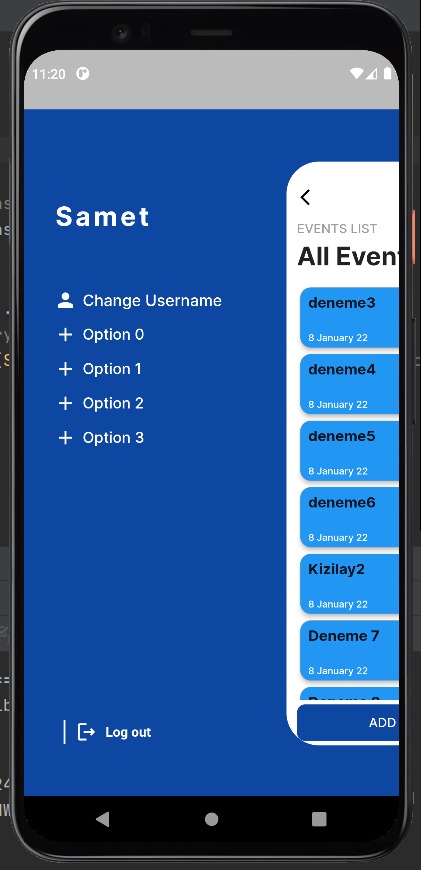 11:20
Samet
Change Username
Option 0
Option 1
Option 2
Option 3
Log out
EVENTS LIST
All Event
deneme3
8 January 22
deneme4
8 January 22
deneme5
8 January 22
deneme6
8 January 22
Kizilay2
8 January 22
Deneme 7
8 January 22
ADD